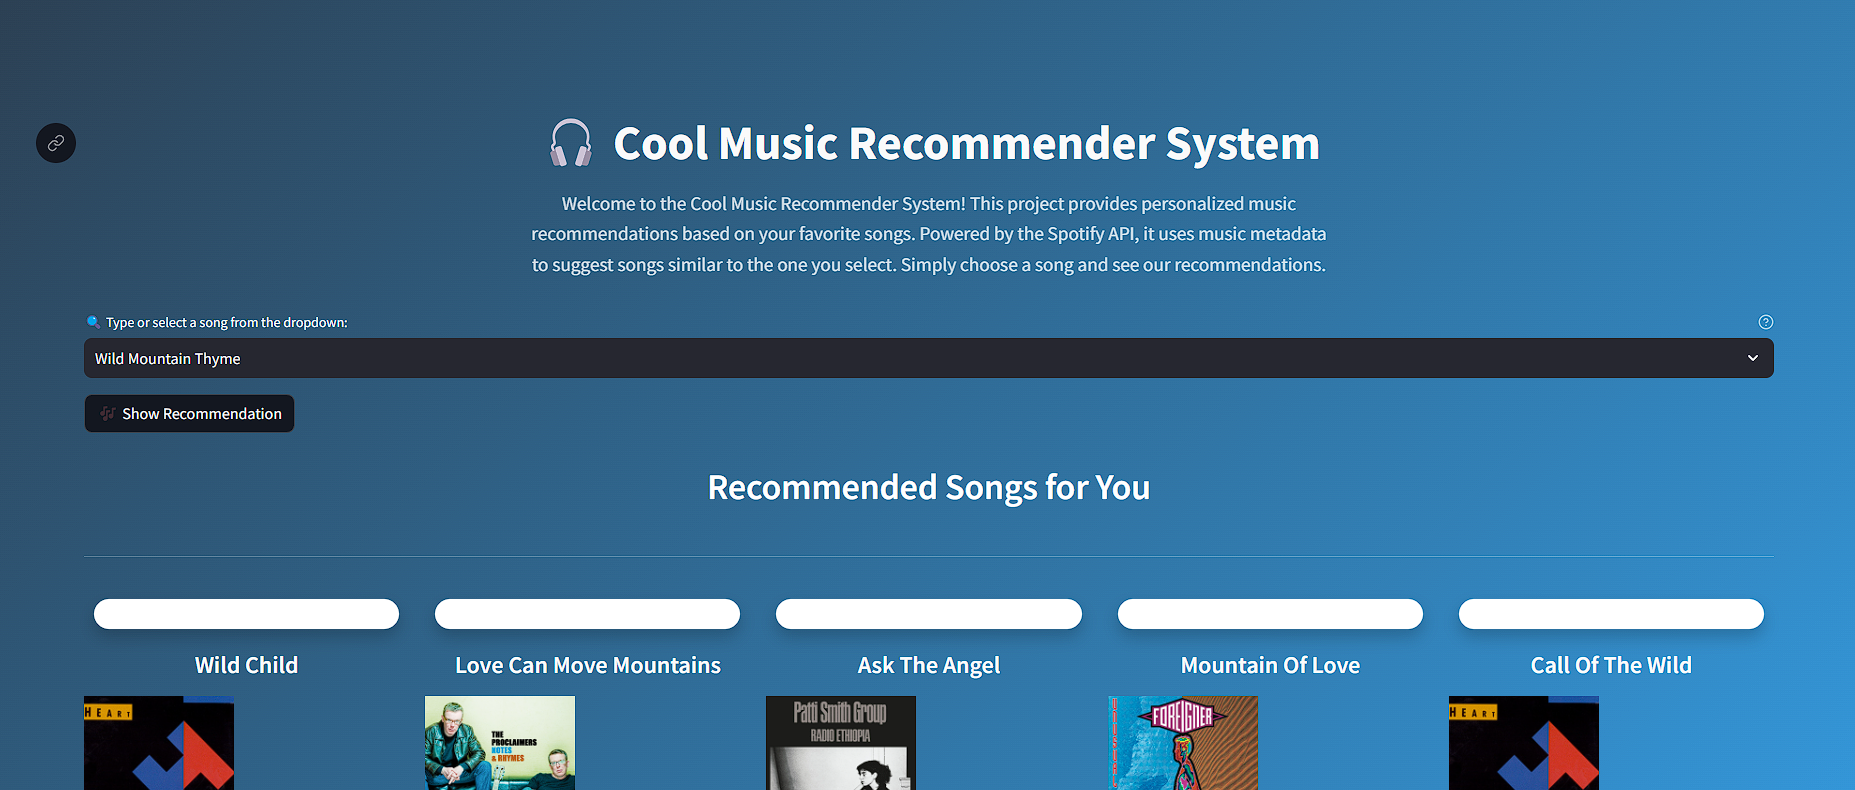 Cool Music Recommender System
Welcome to the Cool Music Recommender System! This project provides personalized music
recommendations based on your favorite songs. Powered by the Spotify API, it uses music metadata
to suggest songs similar to the one you select. Simply choose a song and see our recommendations.
Type or select a song from the dropdown:
Wild Mountain Thyme
Show Recommendation
Recommended Songs for You
Wild Child
Love Can Move Mountains
Ask The Angel
Mountain Of Love
Call Of The Wild
HEART
THE
PROCLAIMERS
NOTES
& RHYMES
Patti Smith Group
RADIO ETHIOPIA
FOREIGNER
HEART